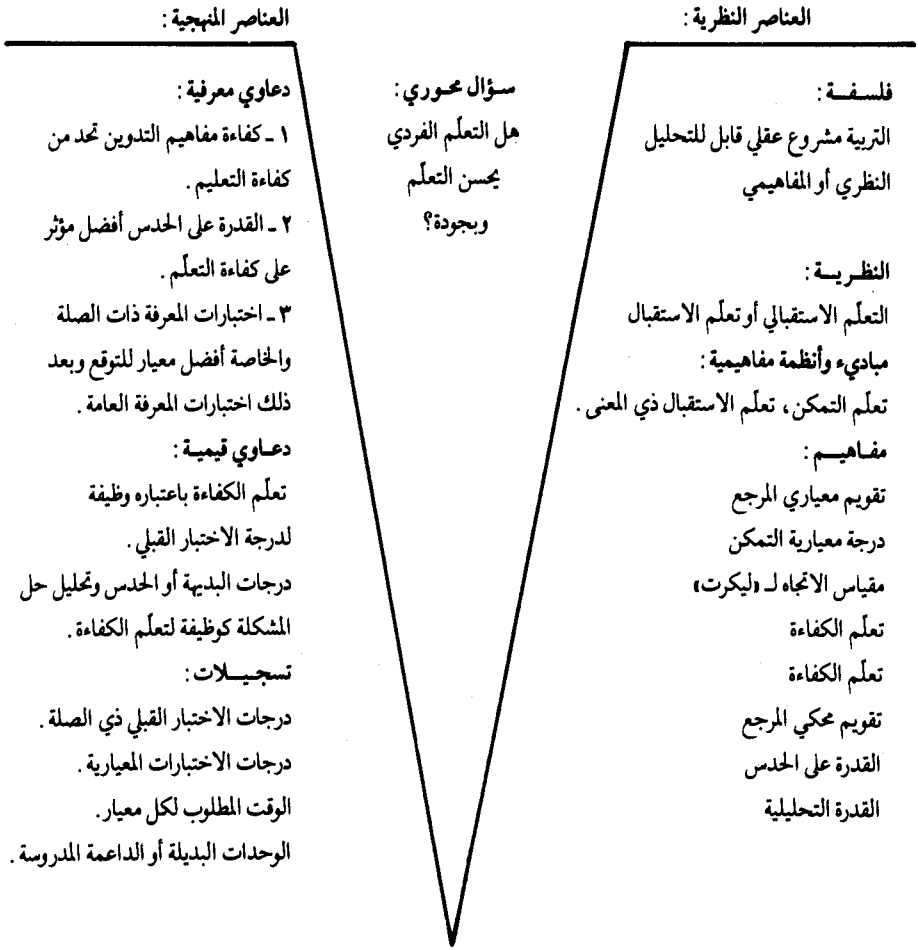 العناصر النظرية :
فلسفة :
التربية مشروع عقلي قابل للتحليل
النظري أو المفاهيمي
النظرية :
التعلّم الاستقبالي أو تعلّم الاستقبال
مباديء وأنظمة مفاهيمية :
تعلّم التمكن ، تعلّم الاستقبال ذي المعنى .
مفاهيم :
تقويم معياري المرجع
درجة معيارية التمكن
مقياس الاتجاه لـ «ليكرت»
تعلّم الكفاءة
تعلّم الكفاءة
تقويم محكي المرجع
القدرة على الحدس
القدرة التحليلية
سؤال محوري :
هل التعلّم الفردي
يحسن التعلّم
وبجودة؟
العناصر المنهجية :
دعاوي معرفية :
١ ـ كفاءة مفاهيم التدوين تحد من
كفاءة التعليم .
٢ ـ القدرة على الحدس أفضل مؤثر
على كفاءة التعلّم .
٣ ـ اختبارات المعرفة ذات الصلة
والخاصة أفضل معيار للتوقع وبعد
ذلك اختبارات المعرفة العامة .
دعاوي قيمية :
تعلّم الكفاءة باعتباره وظيفة
لدرجة الاختبار القبلي .
درجات البديهة أو الحدس وتحليل حل
المشكلة كوظيفة لتعلّم الكفاءة .
تسجيلات :
درجات الاختبار القبلي ذي الصلة .
درجات الاختبارات المعيارية .
الوقت المطلوب لكل معيار .
الوحدات البديلة أو الداعمة المدروسة .